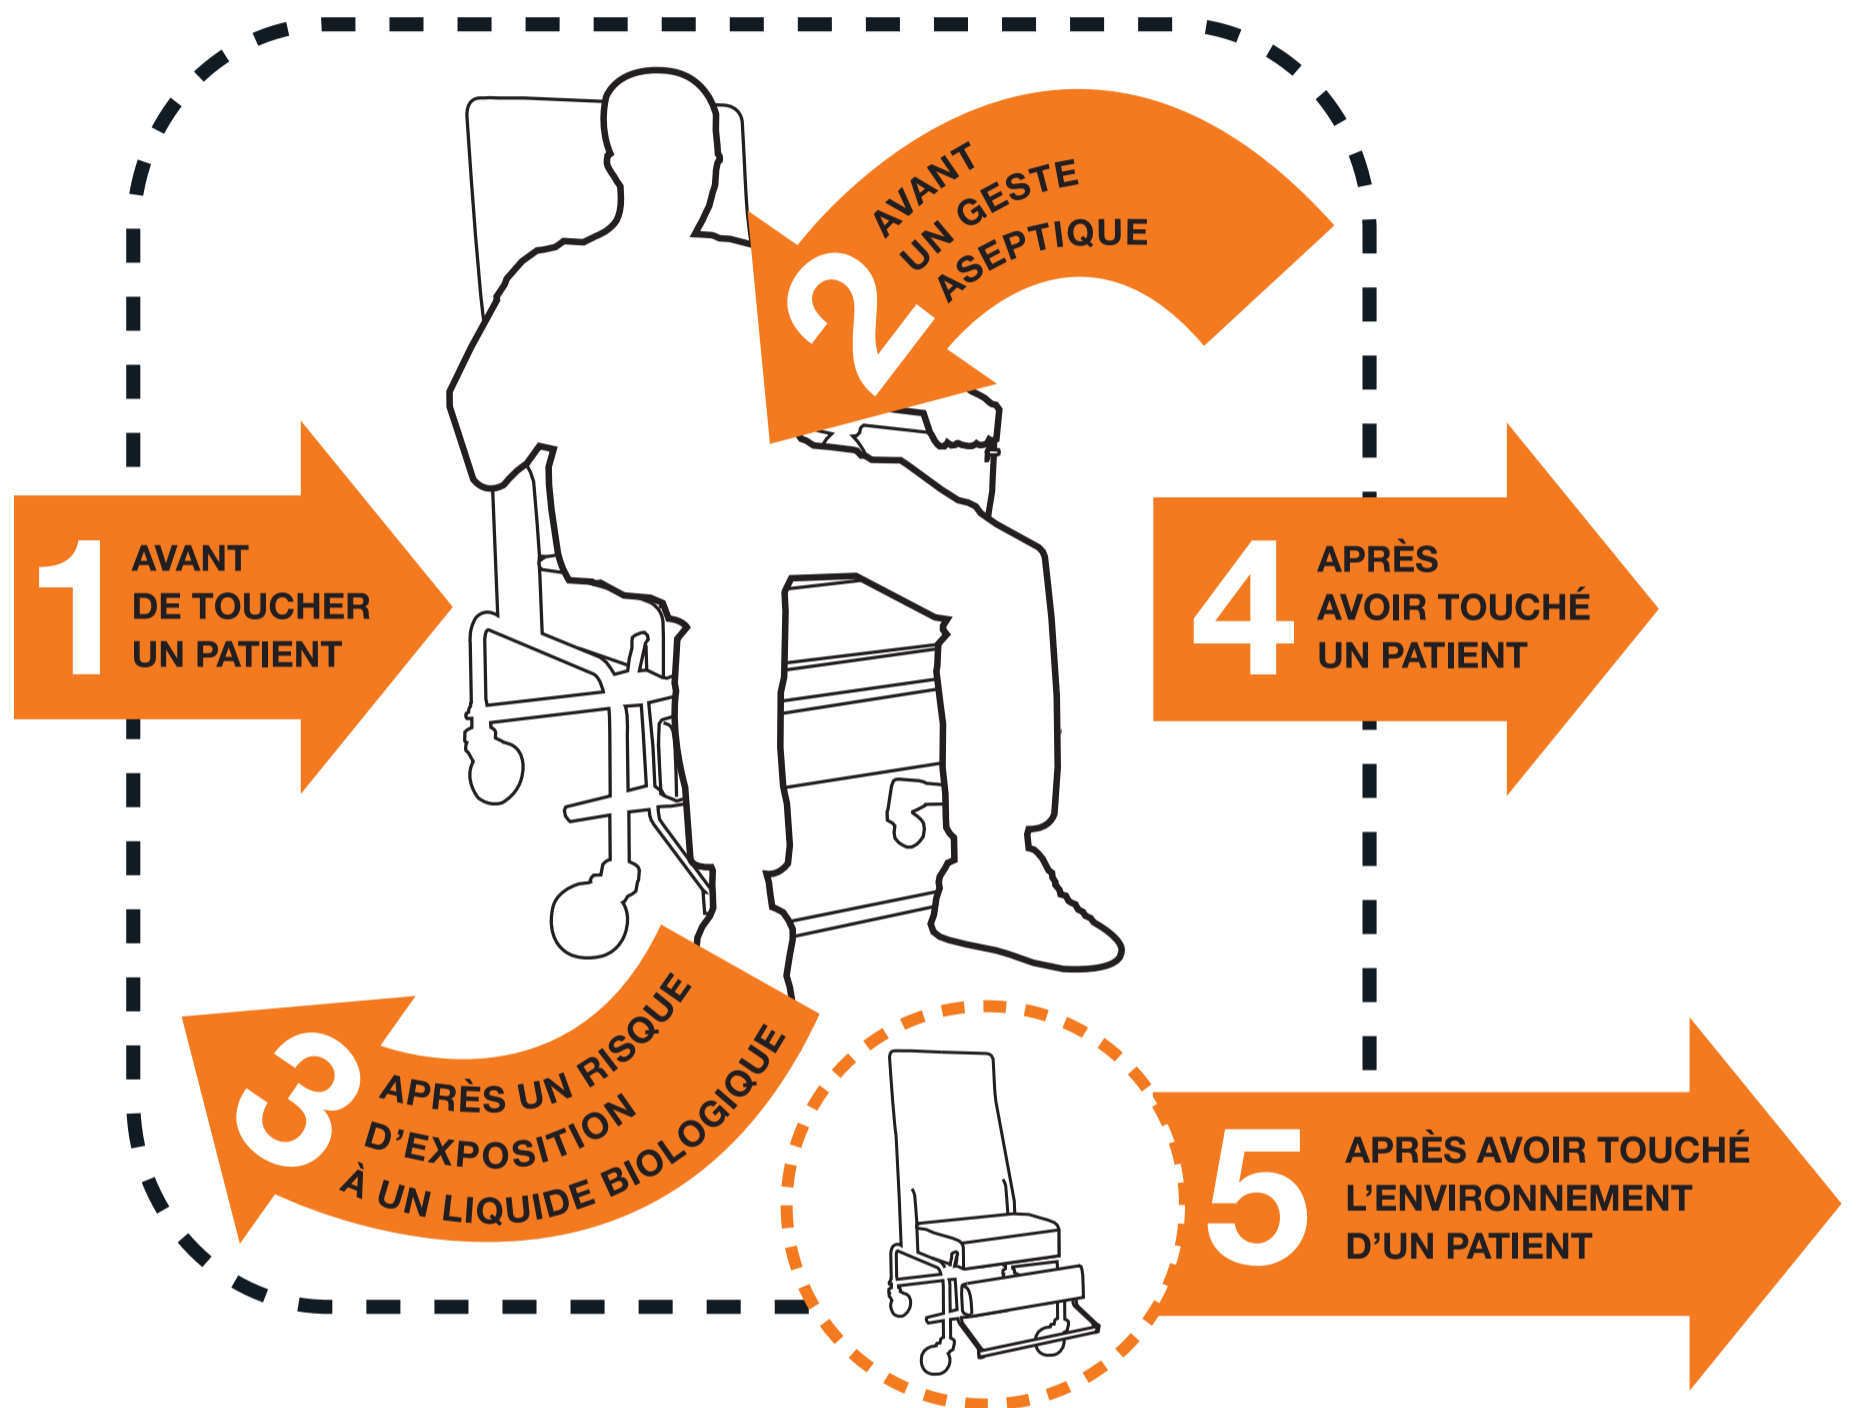 1
AVANT
DE TOUCHER
UN PATIENT
2
AVANT
UN GESTE
ASEPTIQUE
3
APRÈS UN RISQUE
D'EXPOSITION
À UN LIQUIDE BIOLOGIQUE
4
APRÈS
AVOIR TOUCHÉ
UN PATIENT
5
APRÈS AVOIR TOUCHÉ
L'ENVIRONNEMENT
D'UN PATIENT